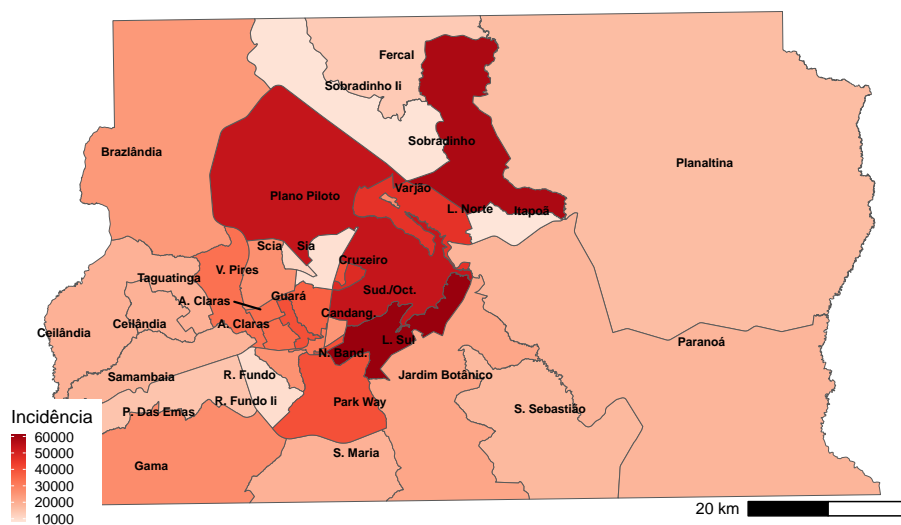 Fercal
Sobradinho Ii
Sobradinho
Brazlândia
Planaltina
Plano Piloto
Varjão
L. Norte
Itapoã
Scia
Sia
Cruzeiro
V. Pires
Taguatinga
Guará
Sud./Oct.
A. Claras
Candang.
Ceilândia
Ceilândia
A. Claras
L. Sul
Paranoá
N. Band.
Samambaia
R. Fundo
Jardim Botânico
R. Fundo Ii
Park Way
P. Das Emas
S. Sebastião
S. Maria
Gama
Incidência
60000
50000
40000
30000
20000
10000
20 km